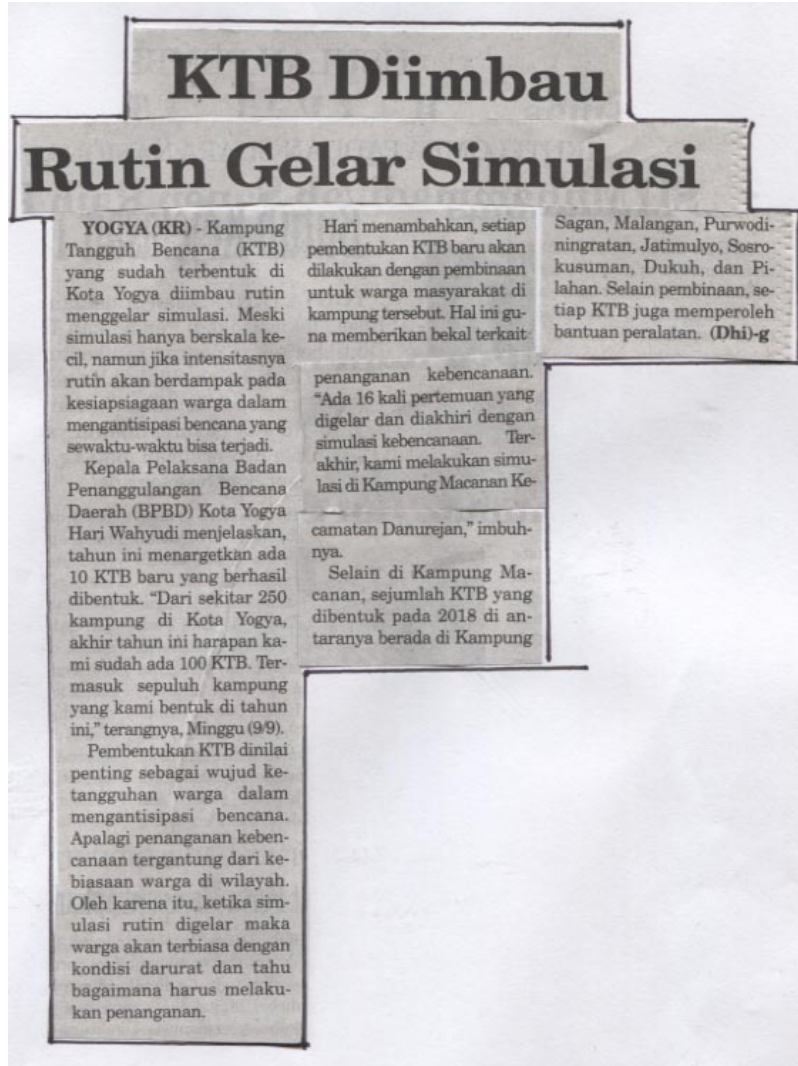 KTB Diimbau
Rutin Gelar Simulasi
YOGYA (KR) - Kampung
Tangguh Bencana (KTB)
yang sudah terbentuk di
Kota Yogya diimbau rutin
menggelar simulasi. Meski
simulasi hanya berskala ke-
cil, namun jika intensitasnya
rutin akan berdampak pada
kesiapsiagaan warga dalam
mengantisipasi bencana yang
sewaktu-waktu bisa terjadi.
Kepala Pelaksana Badan
Penanggulangan Bencana
Daerah (BPBD) Kota Yogya
Hari Wahyudi menjelaskan,
tahun ini menargetkan ada
10 KTB baru yang berhasil
dibentuk. “Dari sekitar 250
kampung di Kota Yogya,
akhir tahun ini harapan ka-
mi sudah ada 100 KTB. Ter-
masuk sepuluh kampung
yang kami bentuk di tahun
ini,” terangnya, Minggu (9/9).
Pembentukan KTB dinilai
penting sebagai wujud ke-
tangguhan warga dalam
mengantisipasi bencana.
Apalagi penanganan keben-
canaan tergantung dari ke-
biasaan warga di wilayah.
Oleh karena itu, ketika sim-
ulasi rutin digelar maka
warga akan terbiasa dengan
kondisi darurat dan tahu
bagaimana harus melaku-
kan penanganan.
Hari menambahkan, setiap
pembentukan KTB baru akan
dilakukan dengan pembinaan
untuk warga masyarakat di
kampung tersebut. Hal ini gu-
na memberikan bekal terkait
penanganan kebencanaan.
“Ada 16 kali pertemuan yang
digelar dan diakhiri dengan
simulasi kebencanaan. Ter-
akhir, kami melakukan simu-
lasi di Kampung Macanan Ke-
camatan Danurejan,” imbuh-
nya.
Selain di Kampung Ma-
canan, sejumlah KTB yang
dibentuk pada 2018 di an-
taranya berada di Kampung
Sagan, Malangan, Purwodi-
ningratan, Jatimulyo, Sosro-
kusuman, Dukuh, dan Pi-
lahan. Selain pembinaan, se-
tiap KTB juga memperoleh
bantuan peralatan. (Dhi)-g